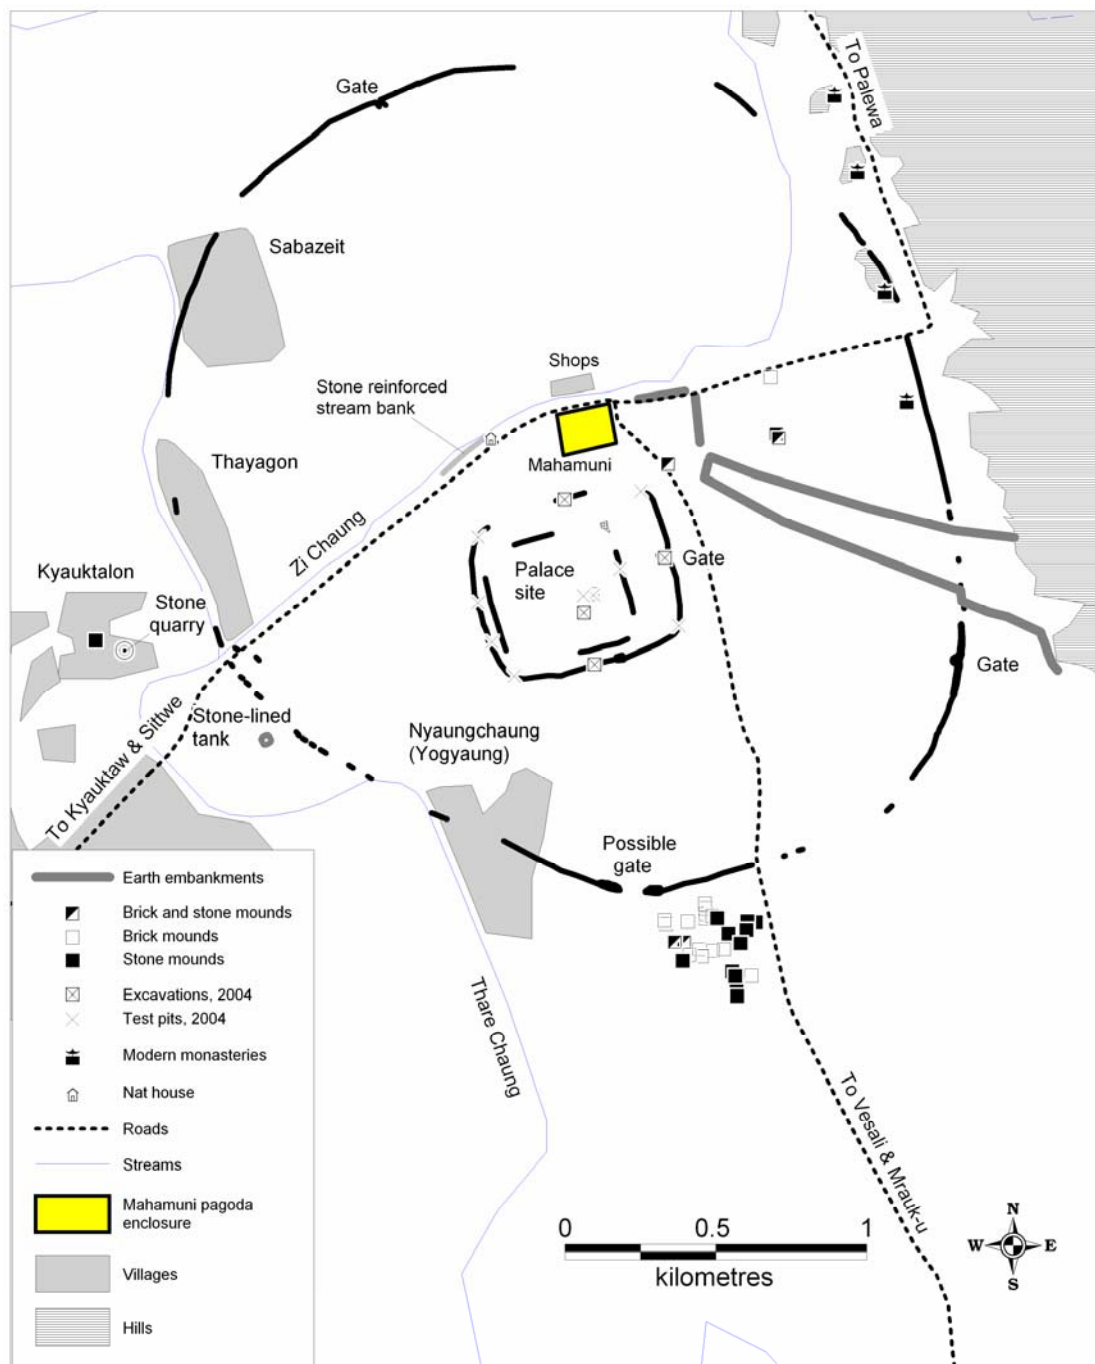 To Palewa
Gate
Sabazeit
Shops
Stone reinforced
stream bank
Mahamuni
Thayagon
Zi Chaung
Gate
Palace
site
Kyauktalon
Stone
quarry
Gate
Stone-lined
tank
To Kyauktaw & Sittwe
Nyaungchaung
(Yogyaung)
Possible
gate
Thare Chaung
To Vesali & Mrauk-u
Earth embankments
Brick and stone mounds
Brick mounds
Stone mounds
Excavations, 2004
Test pits, 2004
Modern monasteries
Nat house
Roads
Streams
Mahamuni pagoda
enclosure
Villages
Hills
0 0.5 1
kilometres
N
W E
S